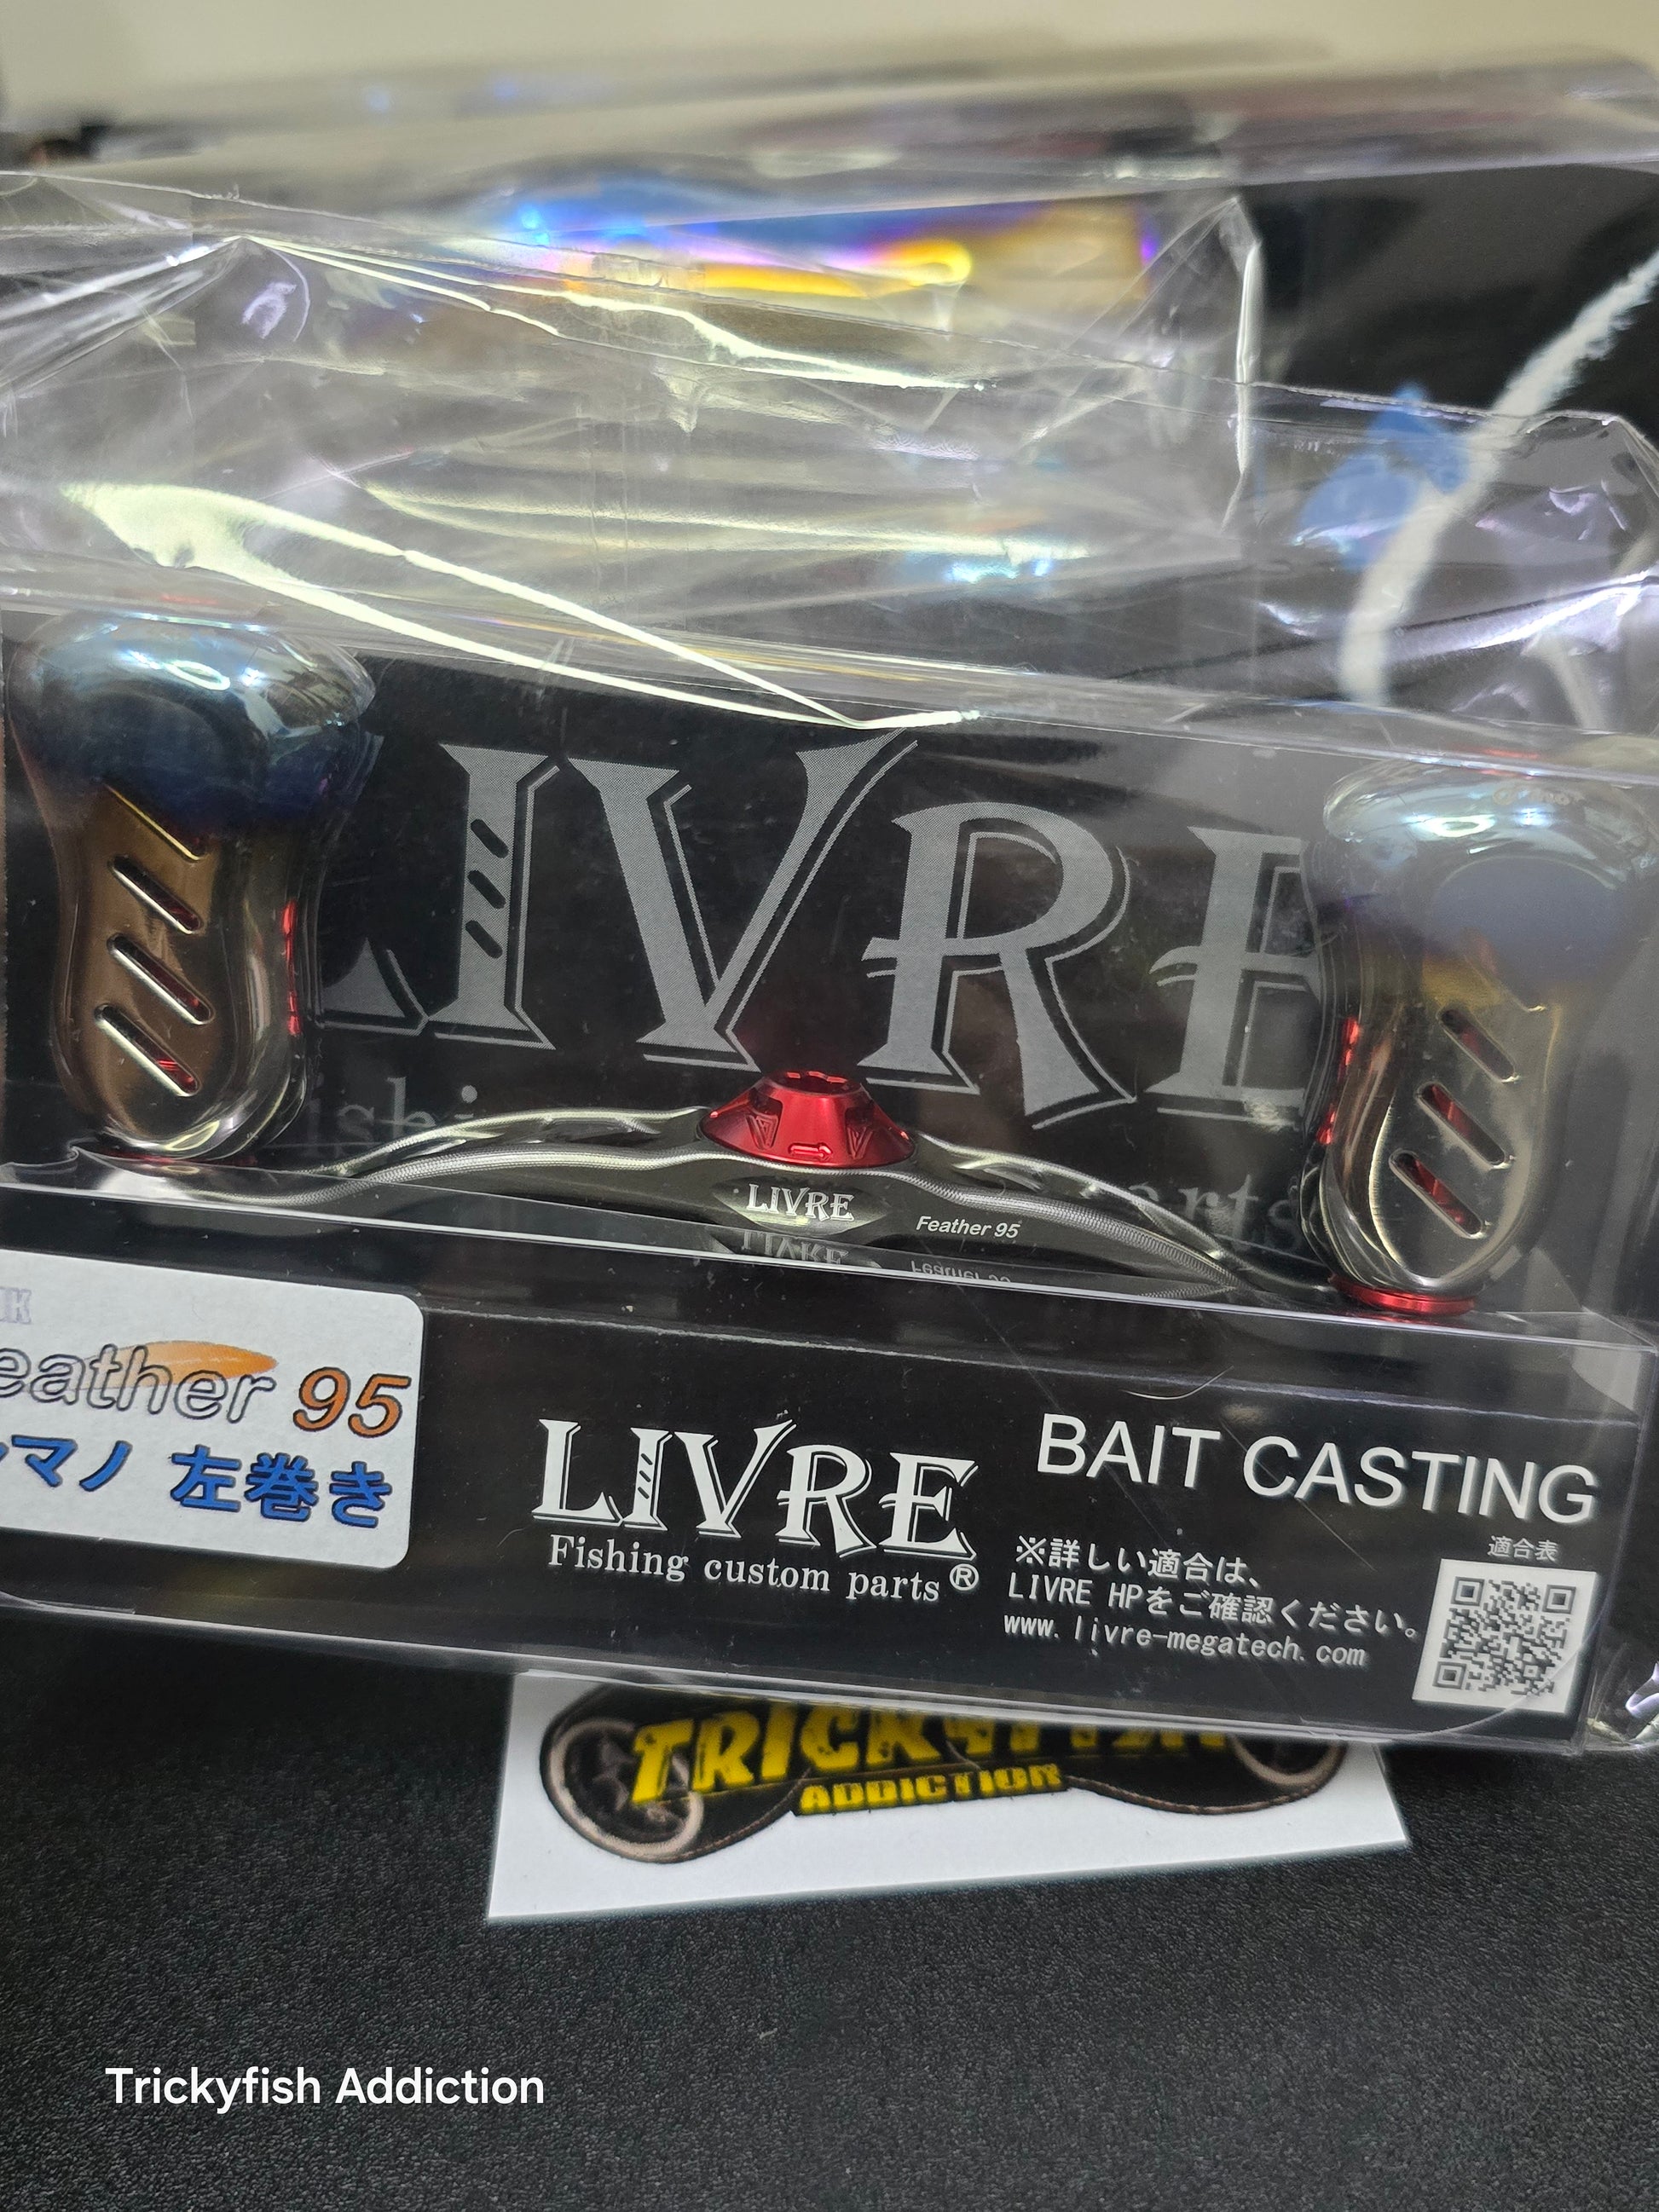 LIVRE
LIVRE
Feather 95
eather 95
マノ 左巻き
LIVRE
Fishing custom parts®
BAIT CASTING
※詳しい適合は、
LIVRE HPをご確認ください。
www.livre-megatech.com
適合表
TRICKYFISH
ADDICTION
Trickyfish Addiction